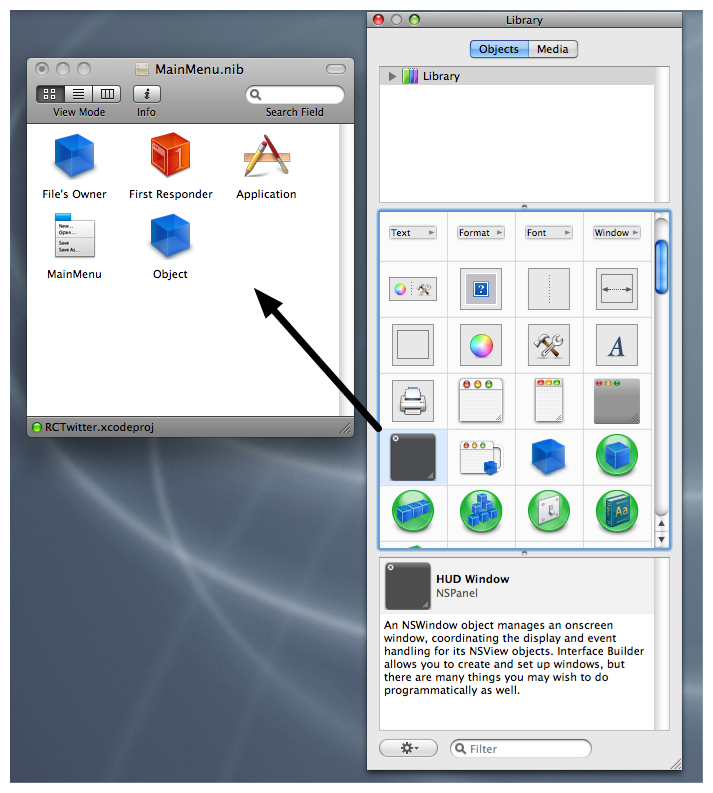 MainMenu.nib
View Mode
Info
Search Field
File's Owner
First Responder
1
Application
New...
Open...
Save
Save As...
MainMenu
Object
RCTwitter.xcodeproj
Library
Objects
Media
Library
Text
Format
Font
Window
?
A
Aa
HUD Window
NSPanel
An NSWindow object manages an onscreen
window, coordinating the display and event
handling for its NSView objects. Interface Builder
allows you to create and set up windows, but
there are many things you may wish to do
programmatically as well.
Filter